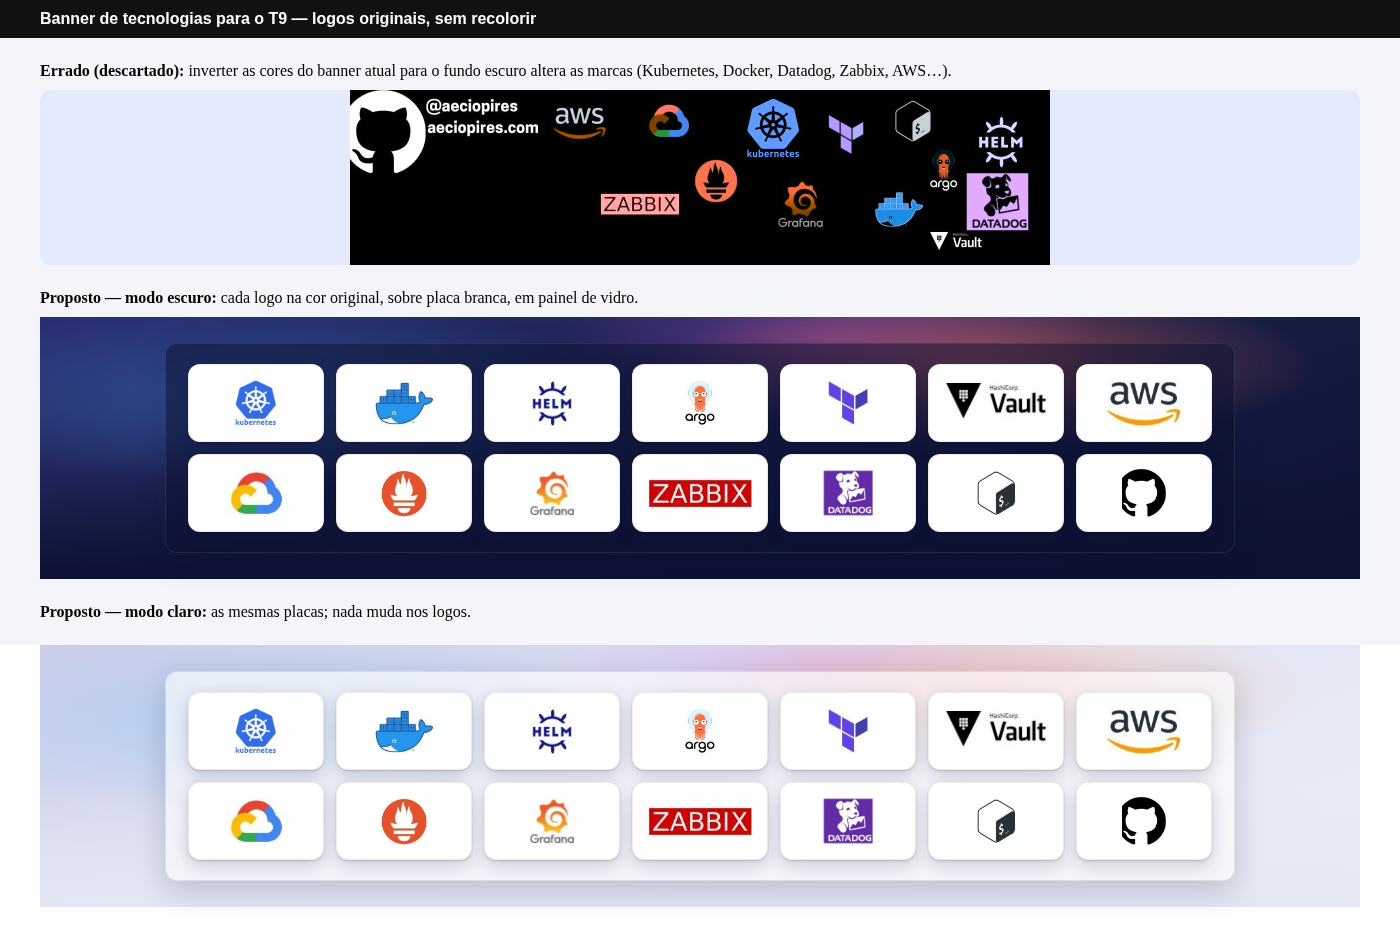 Banner de tecnologias para o T9 — logos originais, sem recolorir
Errado (descartado): inverter as cores do banner atual para o fundo escuro altera as marcas (Kubernetes, Docker, Datadog, Zabbix, AWS…).
@aeciopires
aeciopires.com
aws
kubernetes
$_
HELM
argo
ZABBIX
Grafana
DATADOG
HashiCorp
Vault
Proposto — modo escuro: cada logo na cor original, sobre placa branca, em painel de vidro.
kubernetes
HELM
argo
HashiCorp
Vault
aws
Grafana
ZABBIX
DATADOG
$_
Proposto — modo claro: as mesmas placas; nada muda nos logos.
kubernetes
HELM
argo
HashiCorp
Vault
aws
Grafana
ZABBIX
DATADOG
$_